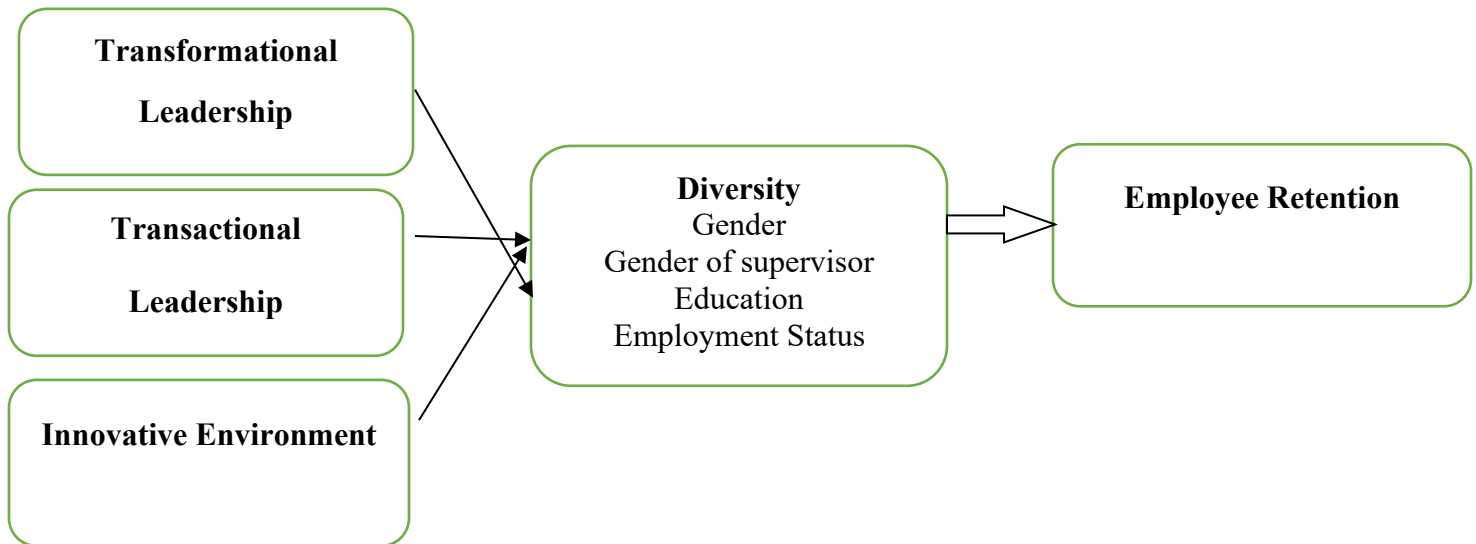 Transformational
Leadership
Transactional
Leadership
Innovative Environment
Diversity
Gender
Gender of supervisor
Education
Employment Status
Employee Retention